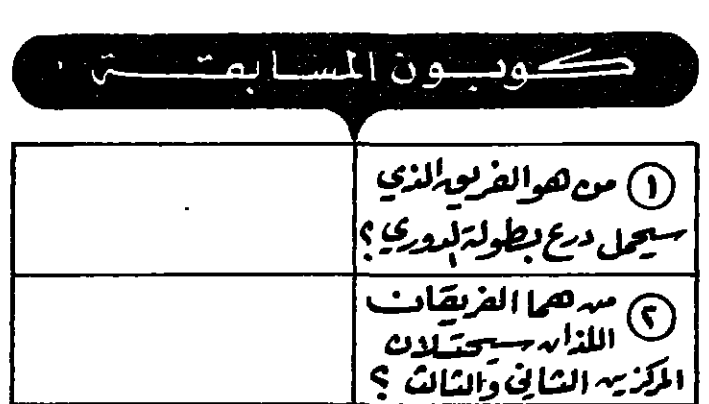 كوبون المسابقة
١ من هو الفريق الذي
سيحمل درع بطولة الدوري ؟
٢ من هما الفريقان
اللذان سيحتلان
المركزين الثاني والثالث ؟